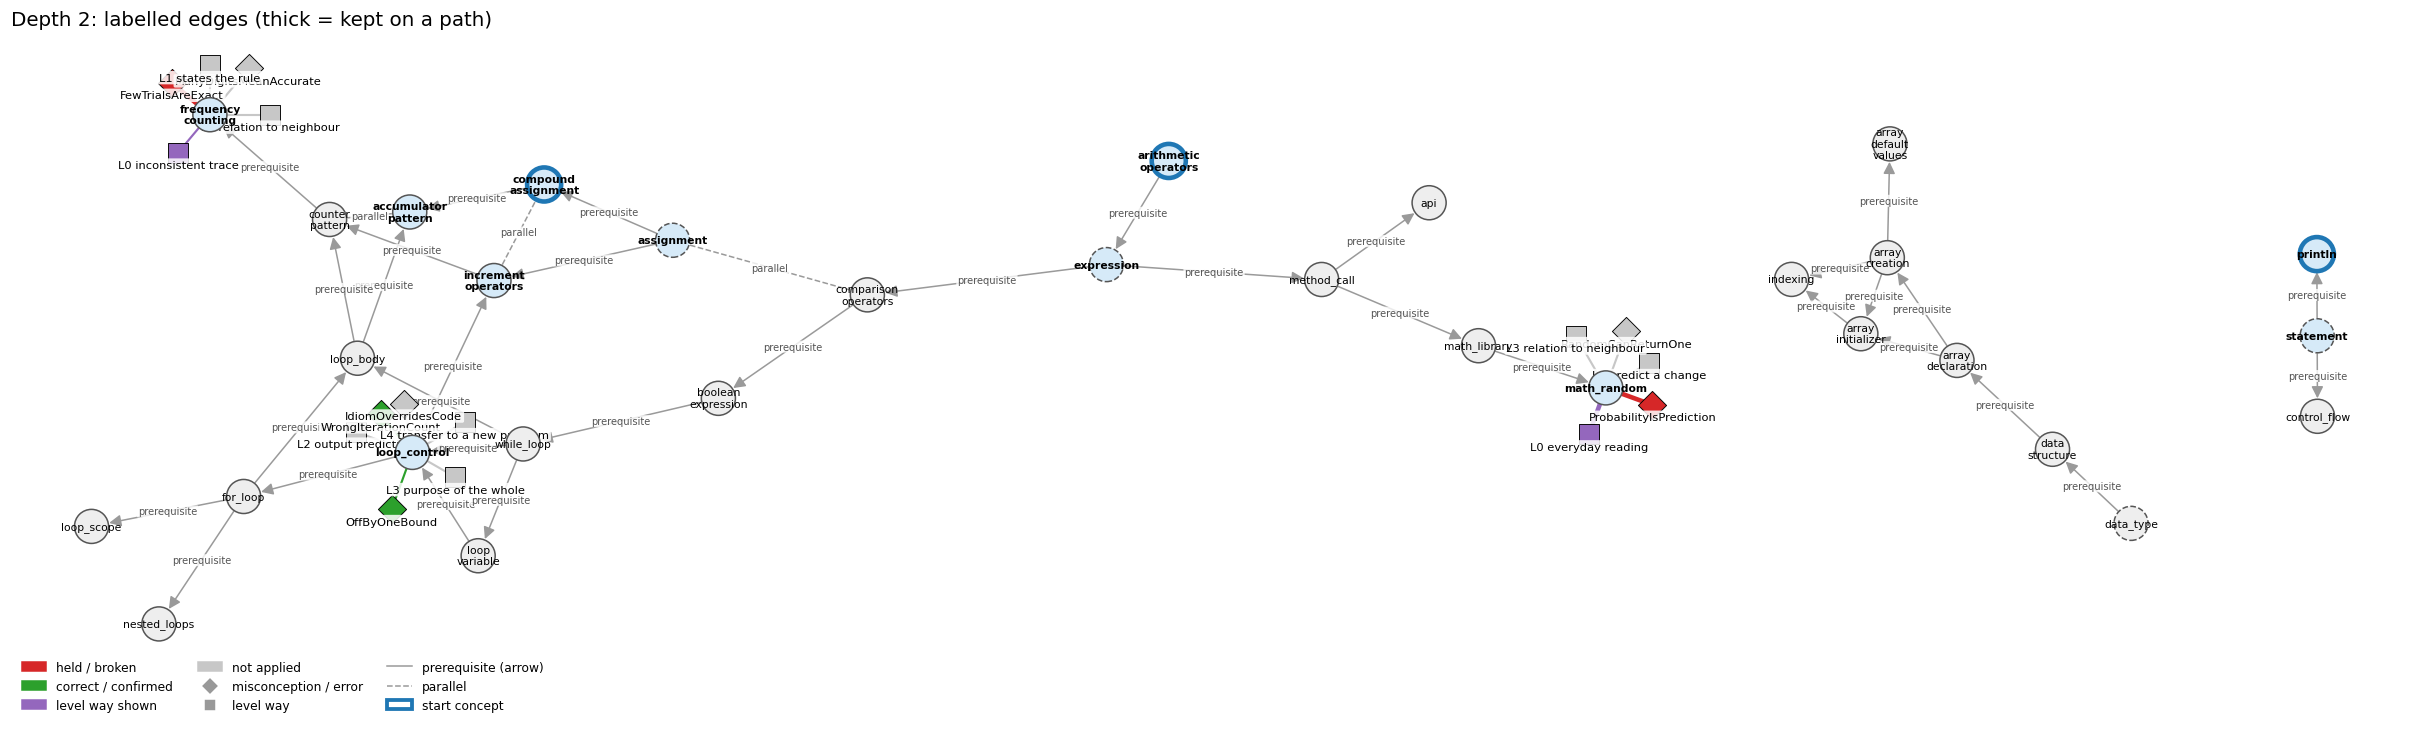 Depth 2: labelled edges (thick = kept on a path)
L1 states the rule
FewTrialsAreExact
frequency
counting
relation to neighbour
L0 inconsistent trace
prerequisite
compound
assignment
accumulator
pattern
prerequisite
counter
pattern
parallel
prerequisite
parallel
assignment
prerequisite
prerequisite
increment
operators
prerequisite
prerequisite
parallel
comparison
operators
prerequisite
arithmetic
operators
prerequisite
expression
prerequisite
method_call
prerequisite
api
prerequisite
math_library
prerequisite
L3 relation to neighbour
predict a change
math_random
ProbabilityIsPrediction
L0 everyday reading
array
default
values
prerequisite
array
creation
prerequisite
indexing
prerequisite
prerequisite
prerequisite
array
initializer
prerequisite
array
declaration
prerequisite
data
structure
prerequisite
data_type
println
prerequisite
statement
prerequisite
control_flow
loop_body
prerequisite
prerequisite
boolean
expression
prerequisite
prerequisite
IdiomOverridesCode
WrongIterationCount
L4 transfer to a new
L2 output
loop_control
prerequisite
while_loop
prerequisite
prerequisite
L3 purpose of the whole
prerequisite
prerequisite
OffByOneBound
for_loop
prerequisite
loop_scope
prerequisite
nested_loops
loop
variable
held / broken
correct / confirmed
level way shown
not applied
misconception / error
level way
prerequisite (arrow)
parallel
start concept